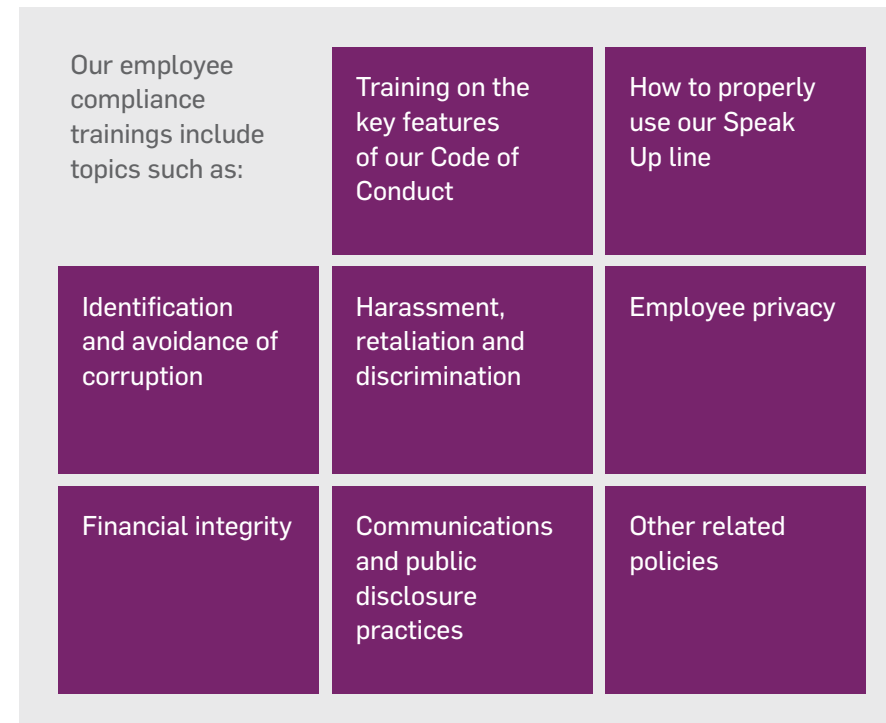 Our employee
compliance
trainings include
topics such as:
Training on the
key features
of our Code of
Conduct
How to properly
use our Speak
Up line
Identification
and avoidance of
corruption
Harassment,
retaliation and
discrimination
Employee privacy
Financial integrity
Communications
and public
disclosure
practices
Other related
policies